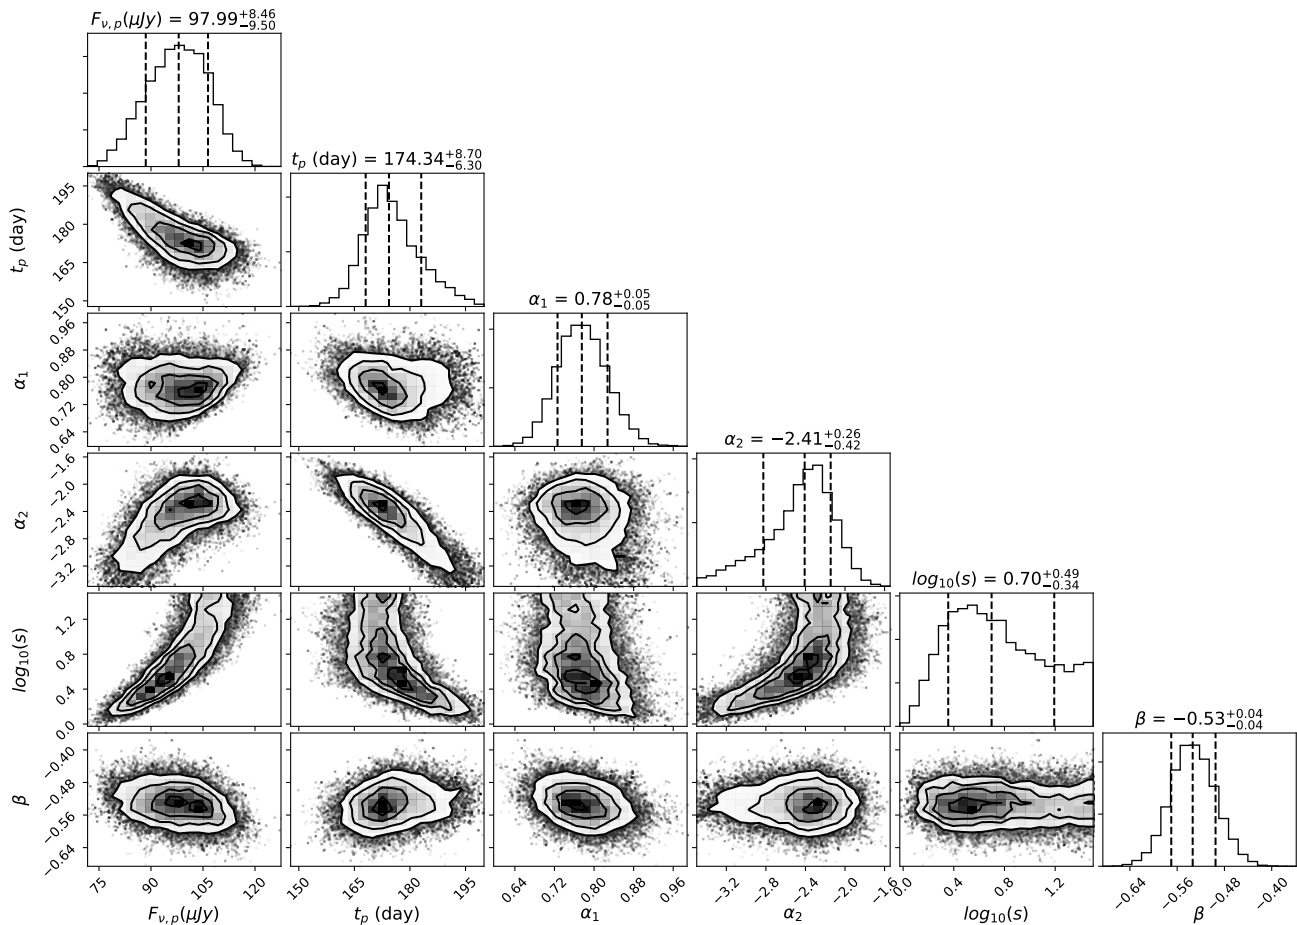 F_{ν,p}(μJy) = 97.99^{+8.46}_{−9.50}
t_p (day) = 174.34^{+8.70}_{−6.30}
α_1 = 0.78^{+0.05}_{−0.05}
α_2 = −2.41^{+0.26}_{−0.42}
log_{10}(s) = 0.70^{+0.49}_{−0.34}
β = −0.53^{+0.04}_{−0.04}
195
180
165
150
t_p (day)
0.96
0.88
0.80
0.72
0.64
α_1
−1.6
−2.0
−2.4
−2.8
−3.2
α_2
1.2
0.8
0.4
0.0
log_{10}(s)
−0.40
−0.48
−0.56
−0.64
β
75 90 105 120
F_{ν,p}(μJy)
150 165 180 195
t_p (day)
0.64 0.72 0.80 0.88 0.96
α_1
−3.2 −2.8 −2.4 −2.0 −1.6
α_2
0.0 0.4 0.8 1.2
log_{10}(s)
−0.64 −0.56 −0.48 −0.40
β